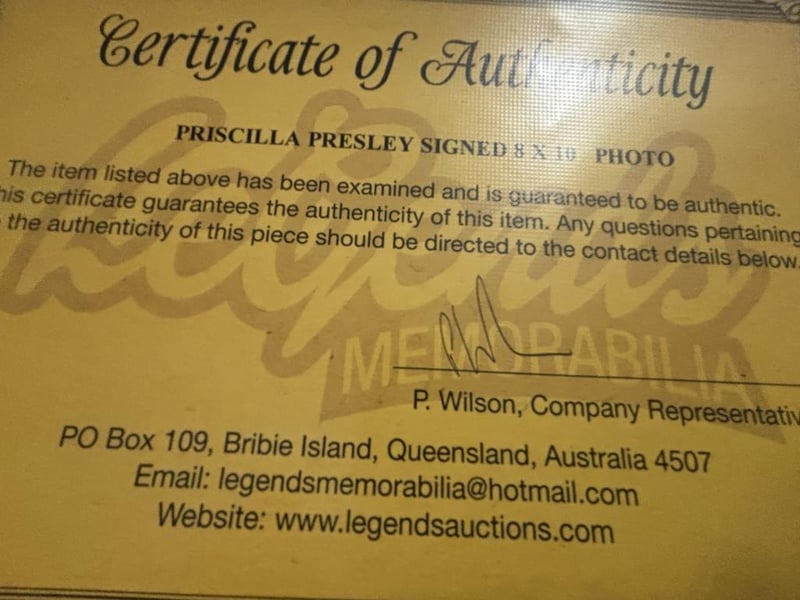 Certificate of Authenticity
PRISCILLA PRESLEY SIGNED 8 X 10 PHOTO
The item listed above has been examined and is guaranteed to be authentic.
his certificate guarantees the authenticity of this item. Any questions pertaining
the authenticity of this piece should be directed to the contact details below.
Legends
MEMORABILIA
P. Wilson, Company Representativ
PO Box 109, Bribie Island, Queensland, Australia 4507
Email: legendsmemorabilia@hotmail.com
Website: www.legendsauctions.com